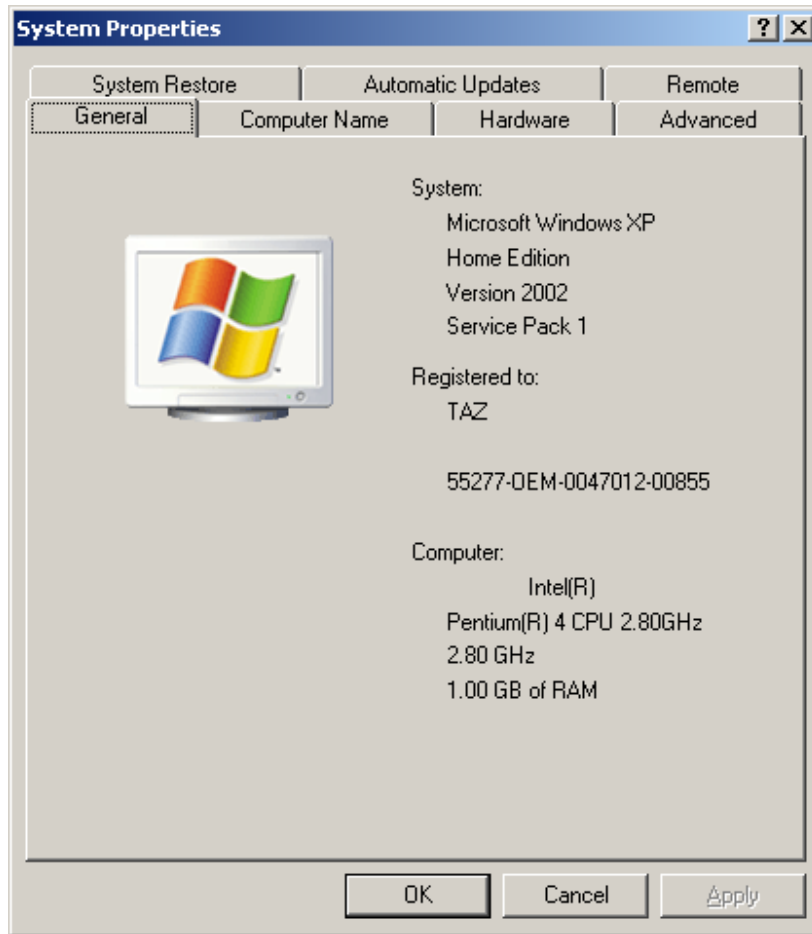 System Properties
System Restore
Automatic Updates
Remote
General
Computer Name
Hardware
Advanced
System:
Microsoft Windows XP
Home Edition
Version 2002
Service Pack 1
Registered to:
TAZ
55277-OEM-0047012-00855
Computer:
Intel(R)
Pentium(R) 4 CPU 2.80GHz
2.80 GHz
1.00 GB of RAM
OK
Cancel
Apply